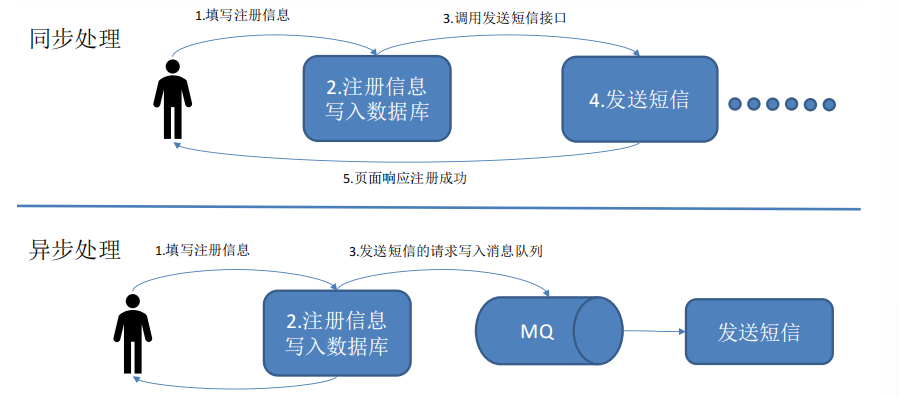 同步处理
1.填写注册信息
3.调用发送短信接口
2.注册信息
写入数据库
4.发送短信
5.页面响应注册成功
异步处理
1.填写注册信息
3.发送短信的请求写入消息队列
2.注册信息
写入数据库
MQ
发送短信